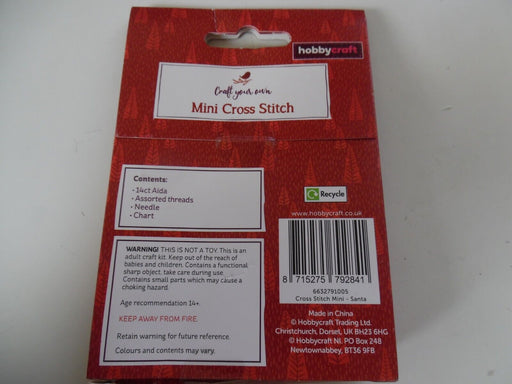 hobbycraft
Craft your own
Mini Cross Stitch
Contents:
• 14ct Aida
• Assorted threads
• Needle
• Chart
Recycle
www.hobbycraft.co.uk
WARNING! THIS IS NOT A TOY. This is an
adult craft kit. Keep out of the reach of
babies and children. Contains a functional
sharp object, take care during use.
Contains small parts which may cause a
choking hazard.
Age recommendation 14+.
KEEP AWAY FROM FIRE.
Retain warning for future reference.
Colours and contents may vary.
8 715275 792841
6632791005
Cross Stitch Mini - Santa
Made in China
© Hobbycraft Trading Ltd.
Christchurch, Dorset, UK BH23 6HG
© Hobbycraft NI. PO Box 248
Newtownabbey, BT36 9FB